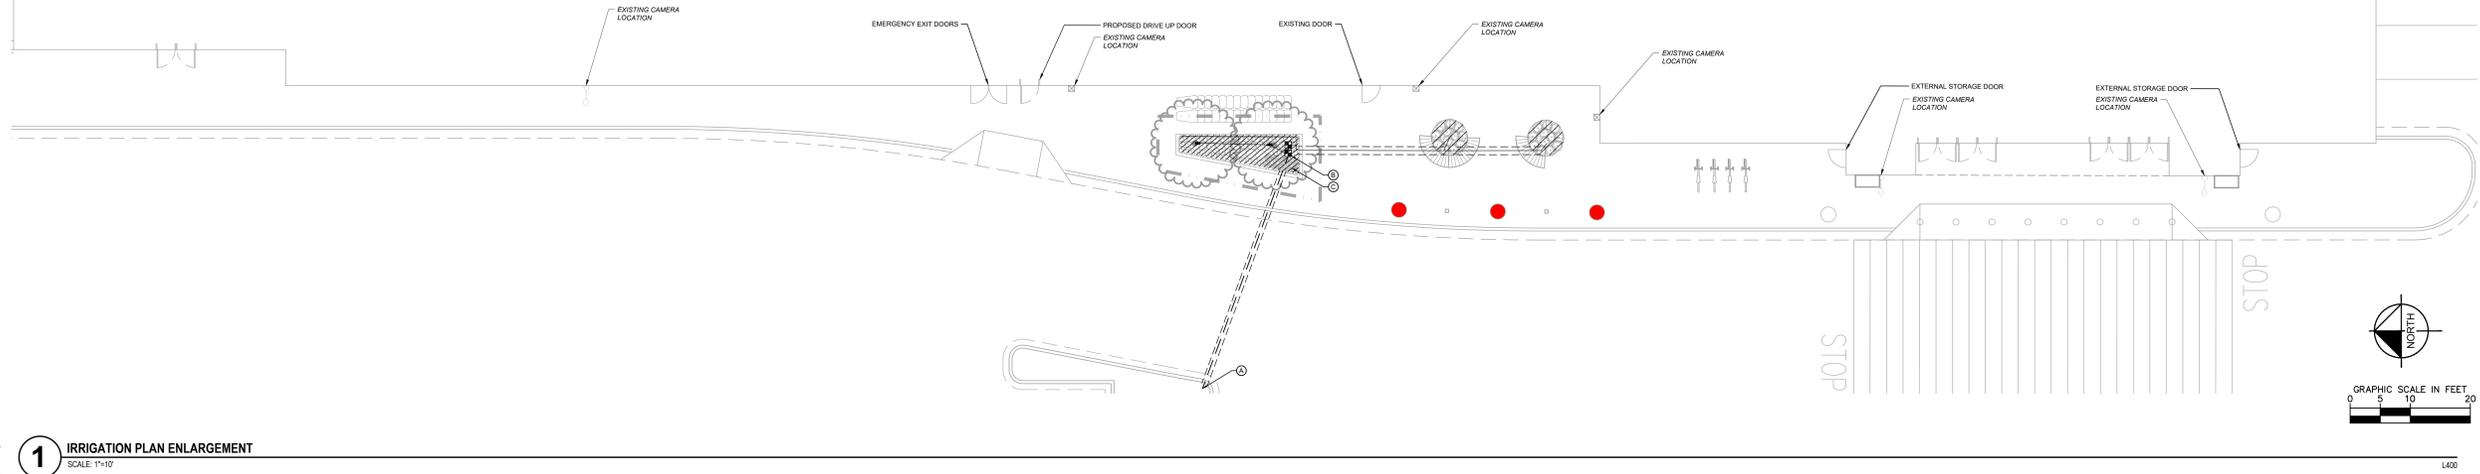 EXISTING CAMERA
LOCATION
EMERGENCY EXIT DOORS
PROPOSED DRIVE UP DOOR
EXISTING CAMERA
LOCATION
EXISTING DOOR
EXISTING CAMERA
LOCATION
EXISTING CAMERA
LOCATION
EXTERNAL STORAGE DOOR
EXISTING CAMERA
LOCATION
EXTERNAL STORAGE DOOR
EXISTING CAMERA
LOCATION
B
C
A
STOP
STOP
NORTH
GRAPHIC SCALE IN FEET
0 5 10 20
1
IRRIGATION PLAN ENLARGEMENT
SCALE: 1"=10'
L400